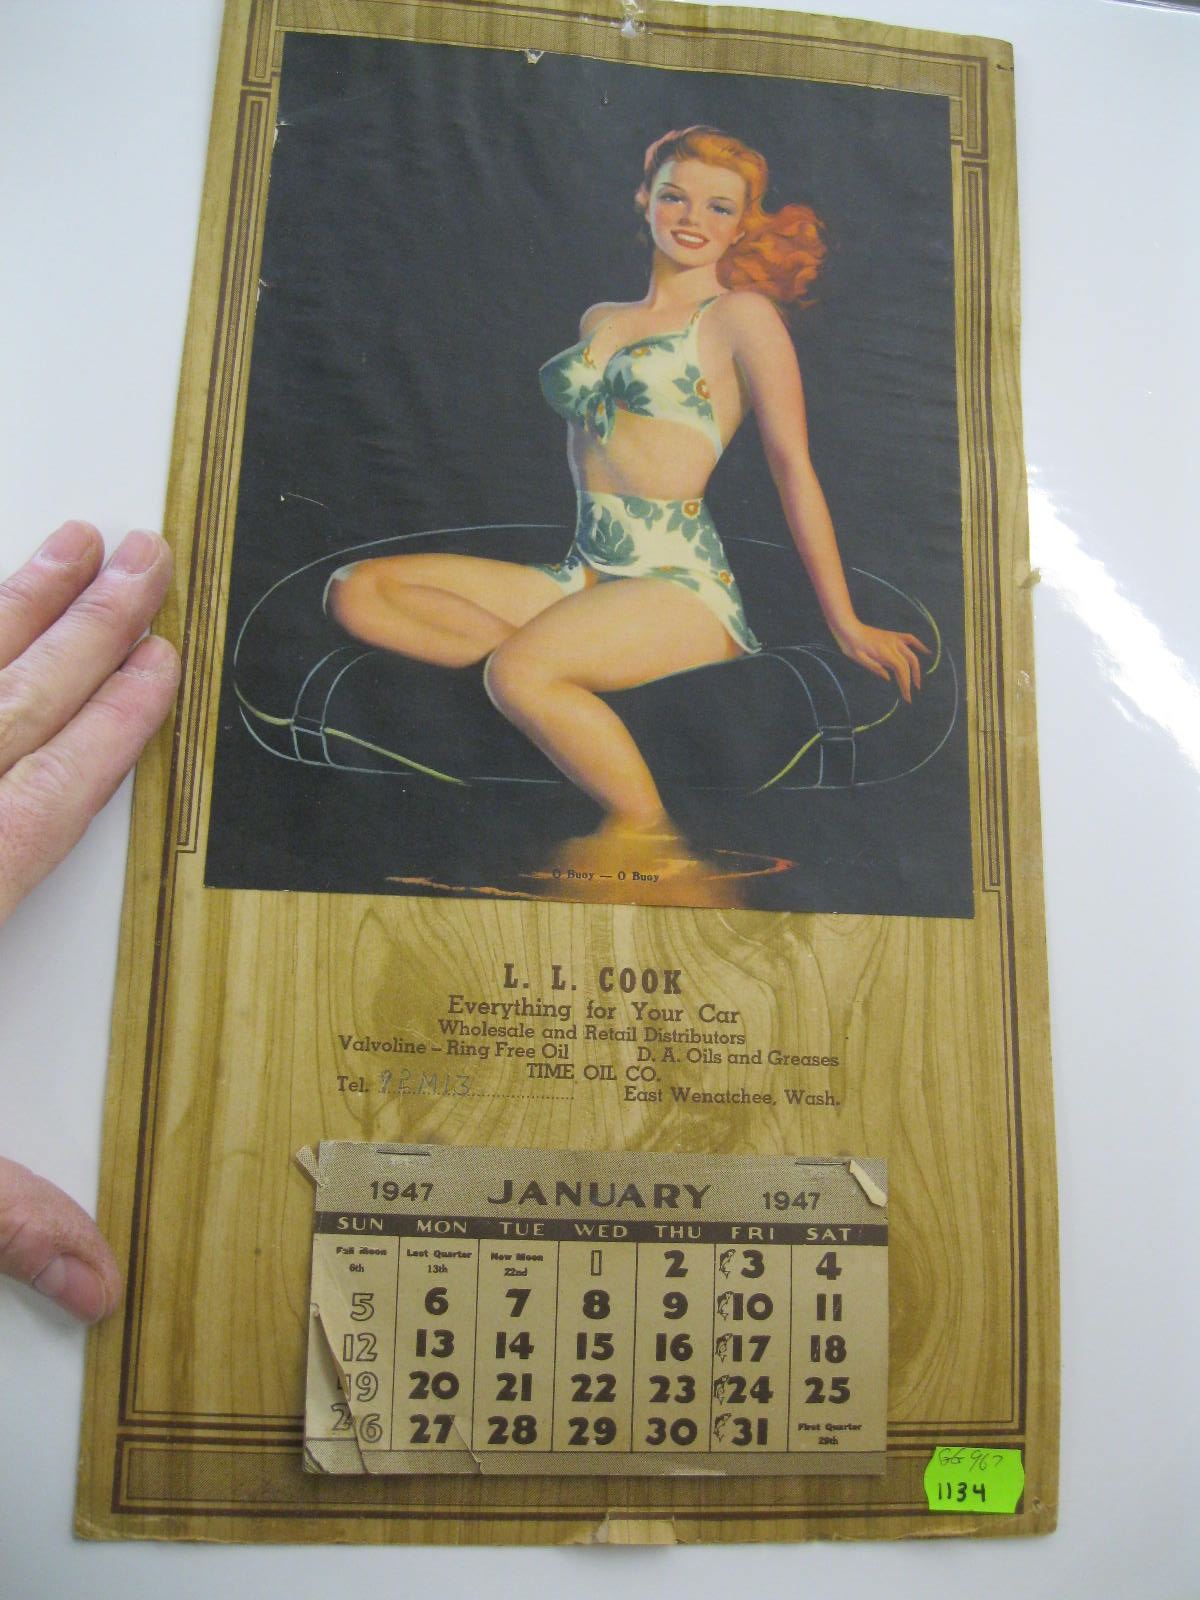 O Buoy — O Buoy
L. L. COOK
Everything for Your Car
Wholesale and Retail Distributors
Valvoline – Ring Free Oil D. A. Oils and Greases
TIME OIL CO.
Tel. 92M13 East Wenatchee, Wash.
1947 JANUARY 1947
SUN MON TUE WED THU FRI SAT
Full Moon 6th Last Quarter 13th New Moon 22nd 1 2 3 4
5 6 7 8 9 10 11
12 13 14 15 16 17 18
19 20 21 22 23 24 25
26 27 28 29 30 31 First Quarter 29th
967
1134